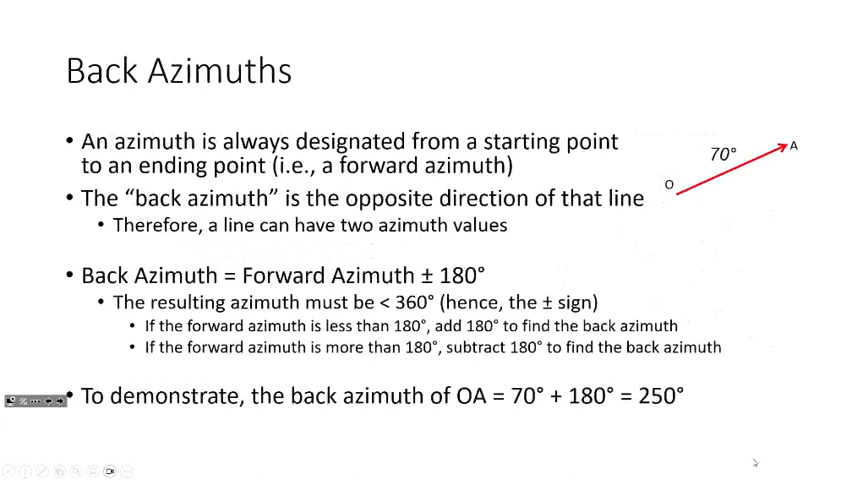 Back Azimuths
• An azimuth is always designated from a starting point
to an ending point (i.e., a forward azimuth)
• The “back azimuth” is the opposite direction of that line
• Therefore, a line can have two azimuth values
• Back Azimuth = Forward Azimuth ± 180°
• The resulting azimuth must be < 360° (hence, the ± sign)
• If the forward azimuth is less than 180°, add 180° to find the back azimuth
• If the forward azimuth is more than 180°, subtract 180° to find the back azimuth
• To demonstrate, the back azimuth of OA = 70° + 180° = 250°
70°
A
O